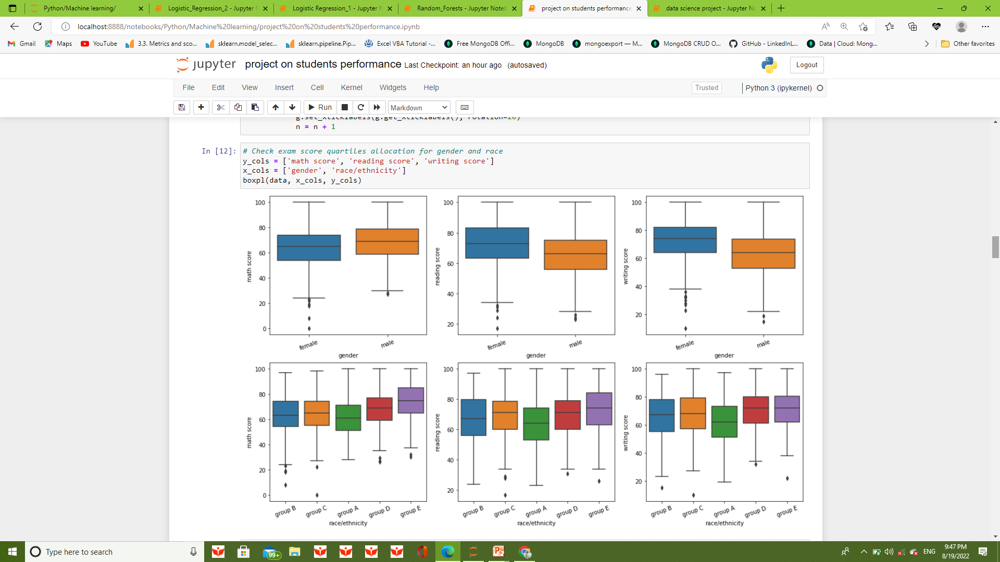 Python/Machine learning/
Logistic_Regression_2 - Jupyter N
Logistic Regression_1 - Jupyter N
Random_Forests - Jupyter Noteb
project on students performance
data science project - Jupyter No
localhost:8888/notebooks/Python/Machine%20learning/project%20on%20students%20performance.ipynb
Gmail
Maps
YouTube
3.3. Metrics and sco...
sklearn.model_selec...
sklearn.pipeline.Pip...
Excel VBA Tutorial -...
Free MongoDB Offi...
MongoDB
mongoexport — M...
MongoDB CRUD O...
GitHub - LinkedInL...
Data | Cloud: Mong...
Other favorites
jupyter project on students performance Last Checkpoint: an hour ago (autosaved)
Logout
File Edit View Insert Cell Kernel Widgets Help
Trusted
Python 3 (ipykernel)
Run
Markdown
g.set_xticklabels(g.get_xticklabels(), rotation=20)
n = n + 1
In [12]:
# Check exam score quartiles allocation for gender and race
y_cols = ['math score', 'reading score', 'writing score']
x_cols = ['gender', 'race/ethnicity']
boxpl(data, x_cols, y_cols)
100
80
60
40
20
0
math score
female male
gender
100
80
60
40
20
reading score
female male
gender
100
80
60
40
20
writing score
female male
gender
100
80
60
40
20
0
math score
group B group C group A group D group E
race/ethnicity
100
80
60
40
20
reading score
group B group C group A group D group E
race/ethnicity
100
80
60
40
20
writing score
group B group C group A group D group E
race/ethnicity
Type here to search
99+
ENG
9:47 PM
8/19/2022